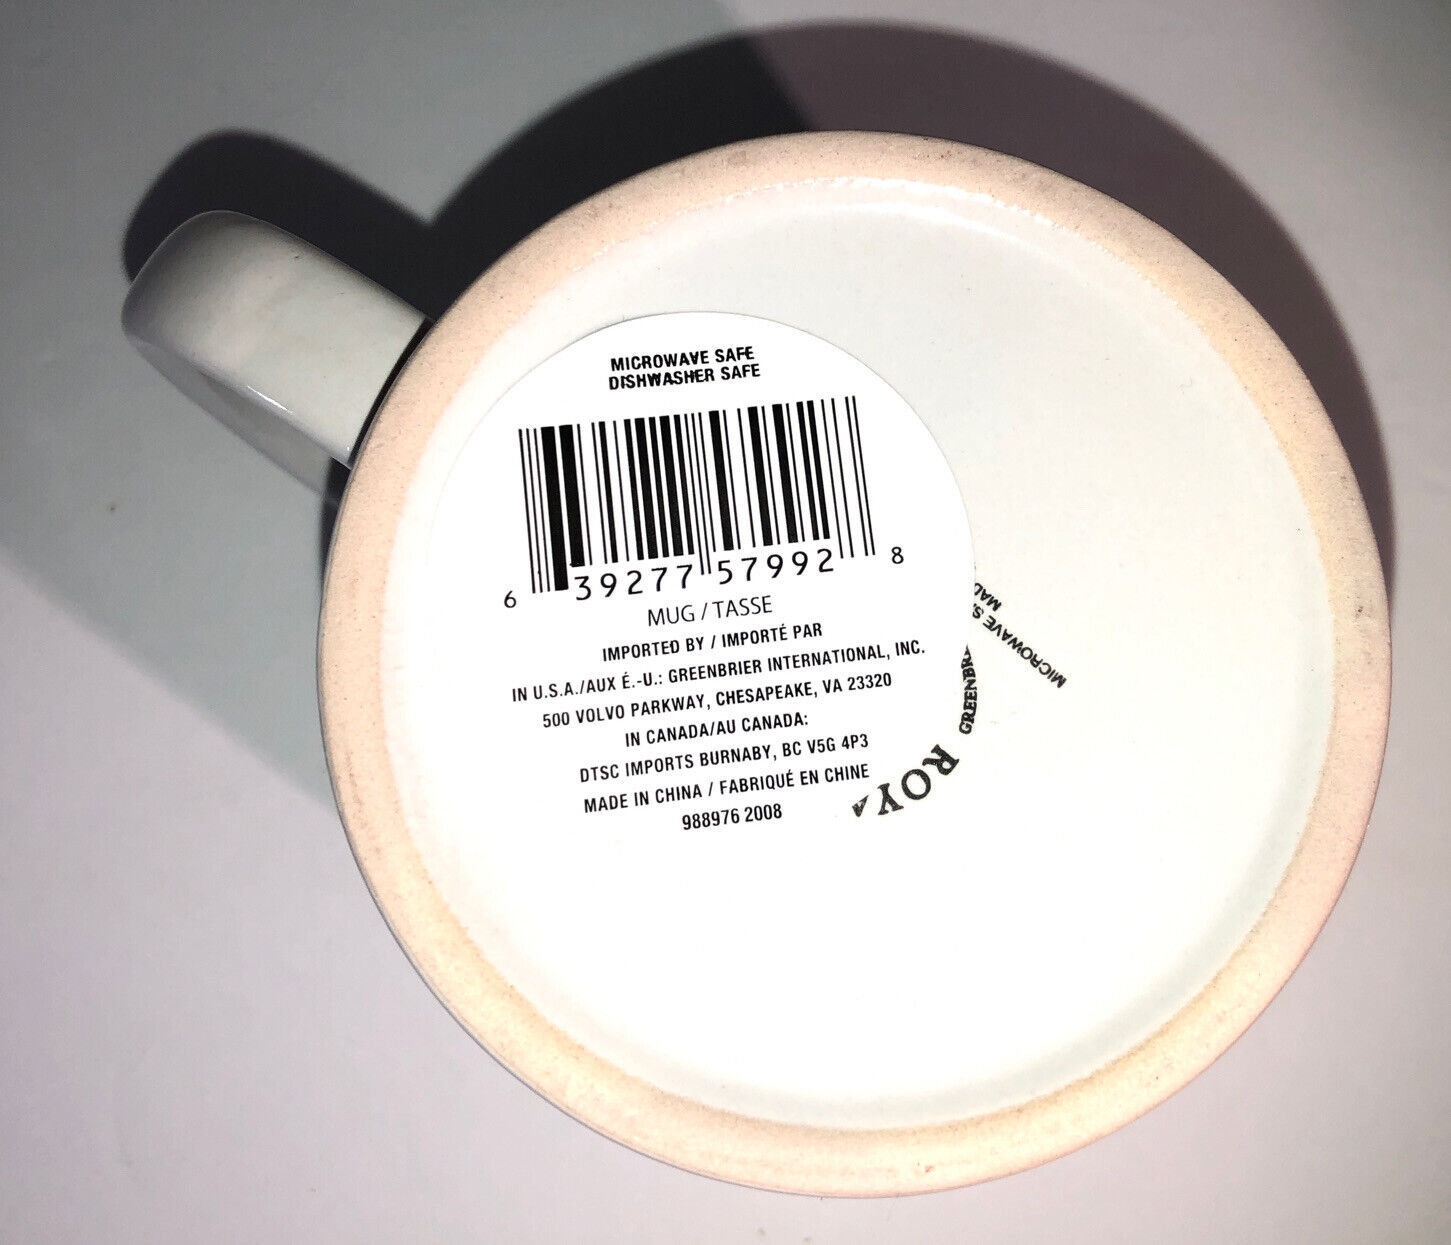 MICROWAVE SAFE
DISHWASHER SAFE
6 39277 57992 8
MUG / TASSE
IMPORTED BY / IMPORTÉ PAR
IN U.S.A./AUX É.-U.: GREENBRIER INTERNATIONAL, INC.
500 VOLVO PARKWAY, CHESAPEAKE, VA 23320
IN CANADA/AU CANADA:
DTSC IMPORTS BURNABY, BC V5G 4P3
MADE IN CHINA / FABRIQUÉ EN CHINE
988976 2008
ROYA
GREENBR
MICROWAVE S
MAD